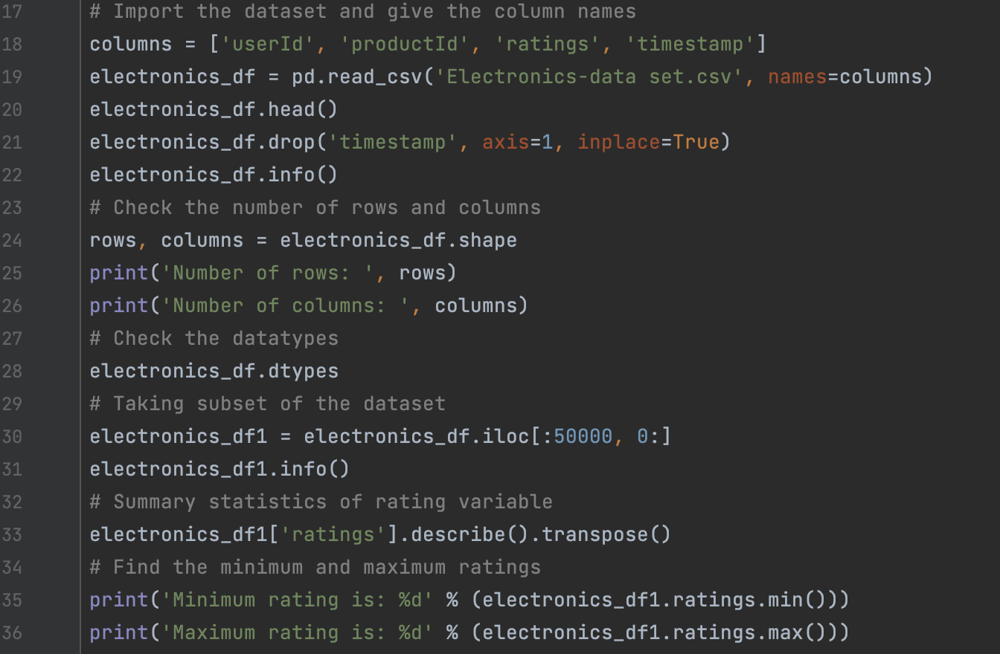 17 # Import the dataset and give the column names
18 columns = ['userId', 'productId', 'ratings', 'timestamp']
19 electronics_df = pd.read_csv('Electronics-data set.csv', names=columns)
20 electronics_df.head()
21 electronics_df.drop('timestamp', axis=1, inplace=True)
22 electronics_df.info()
23 # Check the number of rows and columns
24 rows, columns = electronics_df.shape
25 print('Number of rows: ', rows)
26 print('Number of columns: ', columns)
27 # Check the datatypes
28 electronics_df.dtypes
29 # Taking subset of the dataset
30 electronics_df1 = electronics_df.iloc[:50000, 0:]
31 electronics_df1.info()
32 # Summary statistics of rating variable
33 electronics_df1['ratings'].describe().transpose()
34 # Find the minimum and maximum ratings
35 print('Minimum rating is: %d' % (electronics_df1.ratings.min()))
36 print('Maximum rating is: %d' % (electronics_df1.ratings.max()))